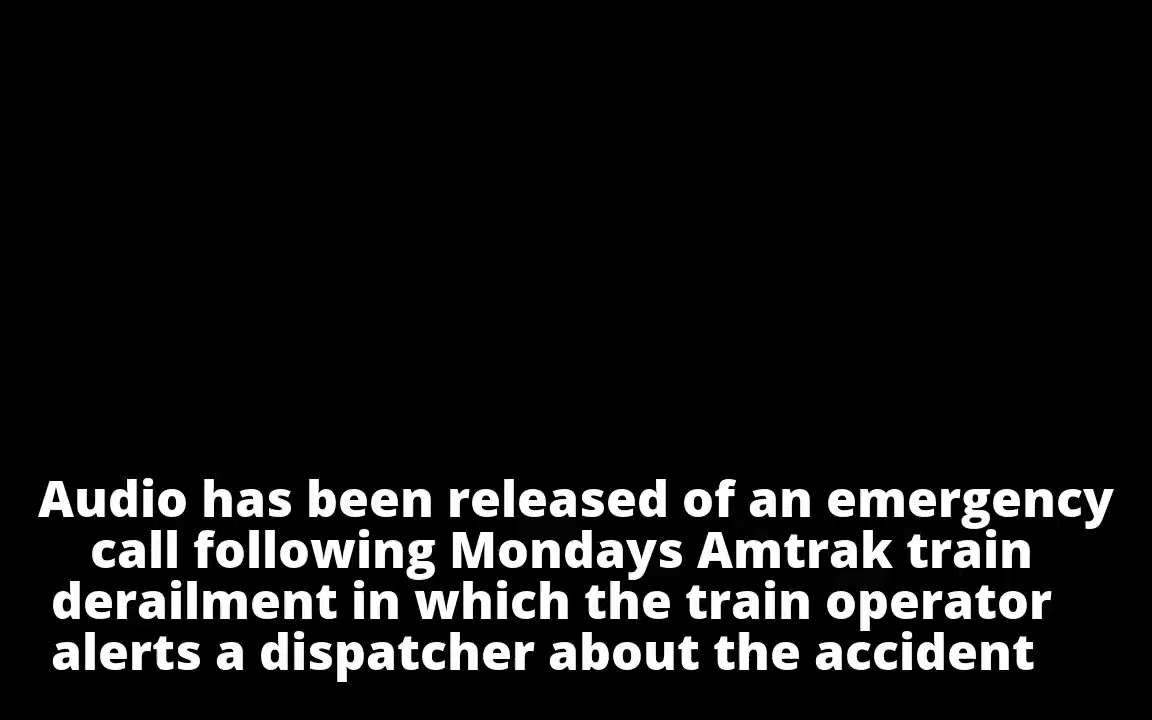 Audio has been released of an emergency
call following Mondays Amtrak train
derailment in which the train operator
alerts a dispatcher about the accident